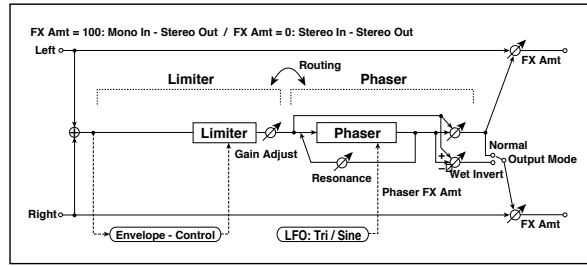 FX Amt = 100: Mono In - Stereo Out / FX Amt = 0: Stereo In - Stereo Out
Left
FX Amt
Routing
Limiter
Phaser
Limiter
Phaser
Gain Adjust
Normal
Output Mode
+
−
Wet Invert
Resonance
Phaser FX Amt
Right
FX Amt
Envelope - Control
LFO: Tri / Sine